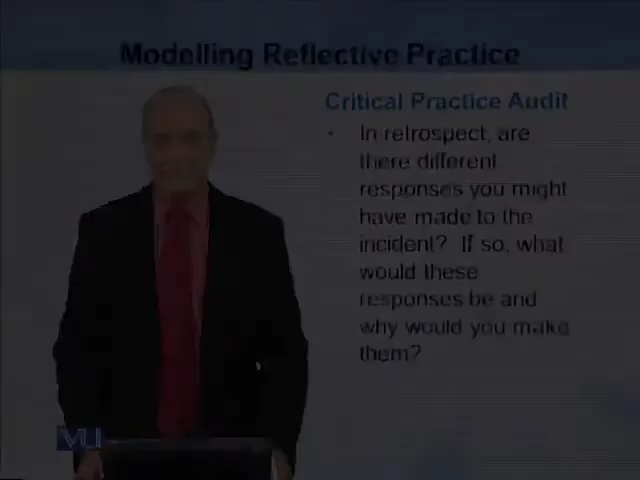 Modelling Reflective Practice
Critical Practice Audit
• In retrospect, are
there different
responses you might
have made to the
incident? If so, what
would these
responses be and
why would you make
them?
VU